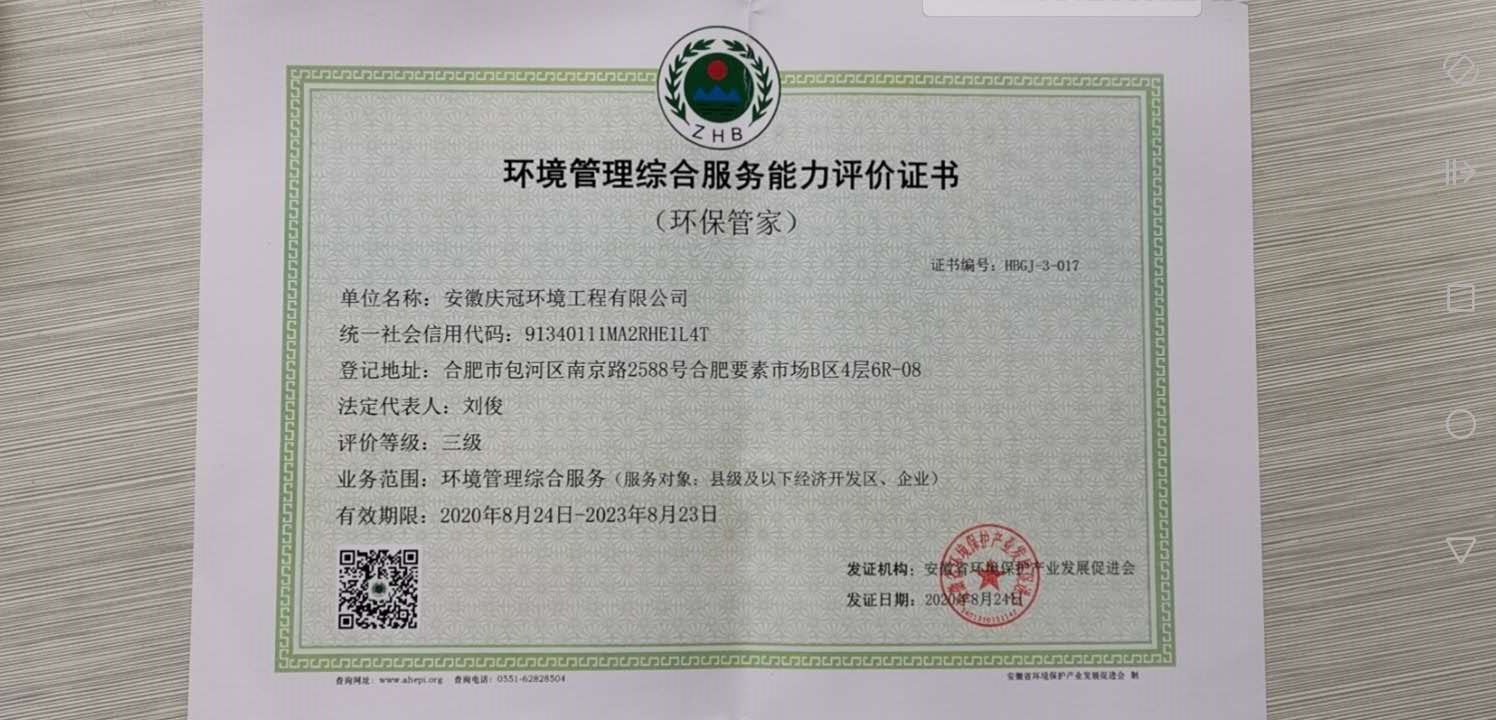 ZHB
环境管理综合服务能力评价证书
（环保管家）
证书编号：HBGJ-3-017
单位名称：安徽庆冠环境工程有限公司
统一社会信用代码：91340111MA2RHE1L4T
登记地址：合肥市包河区南京路2588号合肥要素市场B区4层6R-08
法定代表人：刘俊
评价等级：三级
业务范围：环境管理综合服务（服务对象：县级及以下经济开发区、企业）
有效期限：2020年8月24日-2023年8月23日
发证机构：安徽省环境保护产业发展促进会
发证日期：2020年8月24日
查询网址：www.ahepi.org 查询电话：0551-62828504
安徽省环境保护产业发展促进会 制